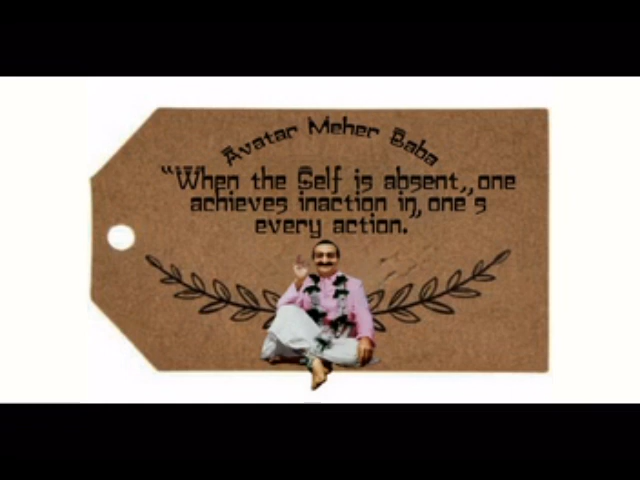 Avatar Meher Baba
“When the Self is absent,, one
achieves inaction in, one's
every action.